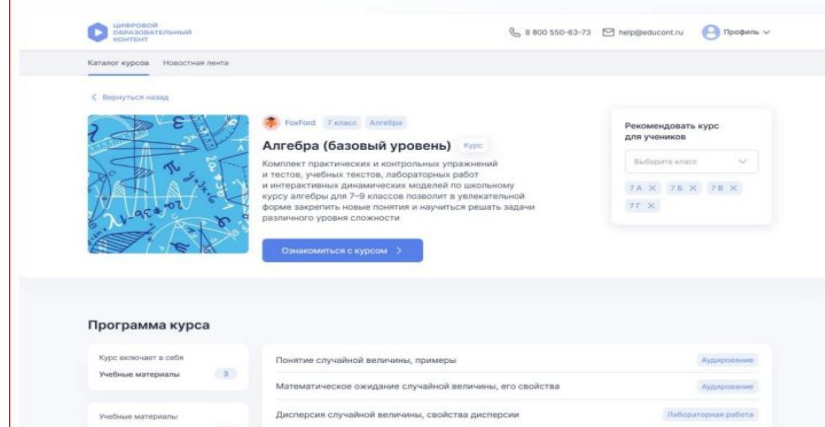 ЦИФРОВОЙ
ОБРАЗОВАТЕЛЬНЫЙ
КОНТЕНТ
8 800 550-63-73 help@educont.ru Профиль
Каталог курсов Новостная лента
Вернуться назад
FoxFord 7 класс Алгебра
Алгебра (базовый уровень) Курс
Комплект практических и контрольных упражнений
и тестов, учебных текстов, лабораторных работ
и интерактивных динамических моделей по школьному
курсу алгебры для 7–9 классов позволит в увлекательной
форме закрепить новые понятия и научиться решать задачи
различного уровня сложности
Ознакомиться с курсом
Рекомендовать курс
для учеников
Выберите класс
7А 7Б 7В
7Г
Программа курса
Курс включает в себя
Учебные материалы 3
Учебные материалы
Понятие случайной величины, примеры Аудирование
Математическое ожидание случайной величины, его свойства Аудирование
Дисперсия случайной величины, свойства дисперсии Лабораторная работа